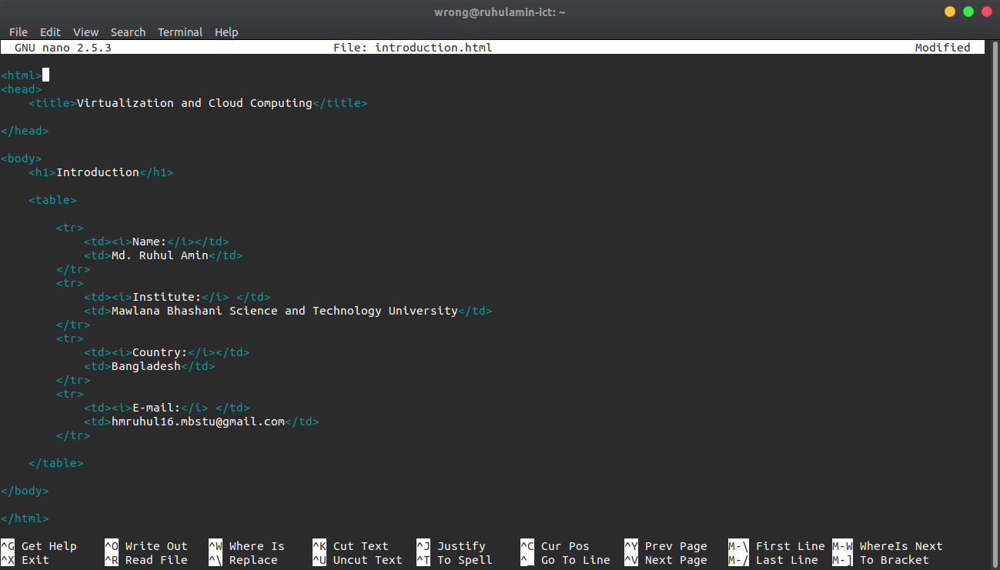 wrong@ruhulamin-ict: ~
File Edit View Search Terminal Help
GNU nano 2.5.3 File: introduction.html Modified
<html>
<head>
    <title>Virtualization and Cloud Computing</title>
</head>
<body>
    <h1>Introduction</h1>
    <table>
        <tr>
            <td><i>Name:</i></td>
            <td>Md. Ruhul Amin</td>
        </tr>
        <tr>
            <td><i>Institute:</i> </td>
            <td>Mawlana Bhashani Science and Technology University</td>
        </tr>
        <tr>
            <td><i>Country:</i></td>
            <td>Bangladesh</td>
        </tr>
        <tr>
            <td><i>E-mail:</i> </td>
            <td>hmruhul16.mbstu@gmail.com</td>
        </tr>
    </table>
</body>
</html>
^G Get Help ^O Write Out ^W Where Is ^K Cut Text ^J Justify ^C Cur Pos ^Y Prev Page M-\ First Line M-W WhereIs Next
^X Exit ^R Read File ^\ Replace ^U Uncut Text ^T To Spell ^_ Go To Line ^V Next Page M-/ Last Line M-] To Bracket